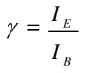 γ = I_E / I_B